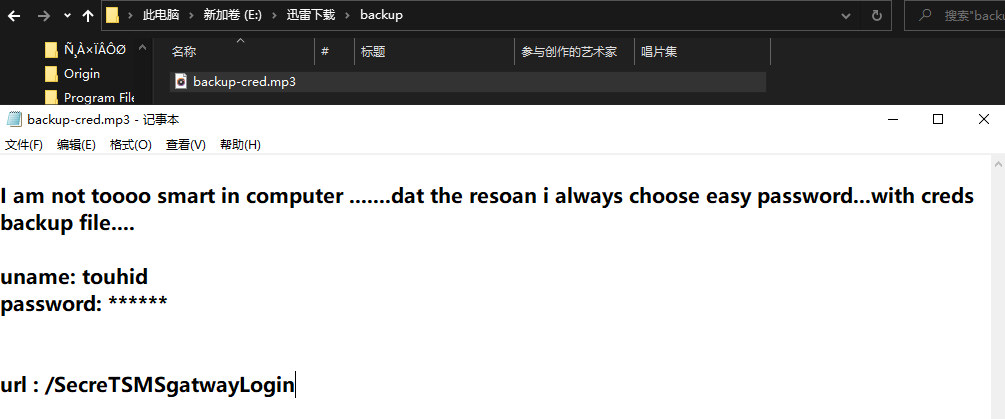 此电脑 › 新加卷 (E:) › 迅雷下载 › backup
搜索"backu
Ñ¸À×ÏÂÔØ
Origin
Program File
名称 # 标题 参与创作的艺术家 唱片集
backup-cred.mp3
backup-cred.mp3 - 记事本
文件(F) 编辑(E) 格式(O) 查看(V) 帮助(H)
I am not toooo smart in computer .......dat the resoan i always choose easy password...with creds
backup file....
uname: touhid
password: ******
url : /SecreTSMSgatwayLogin